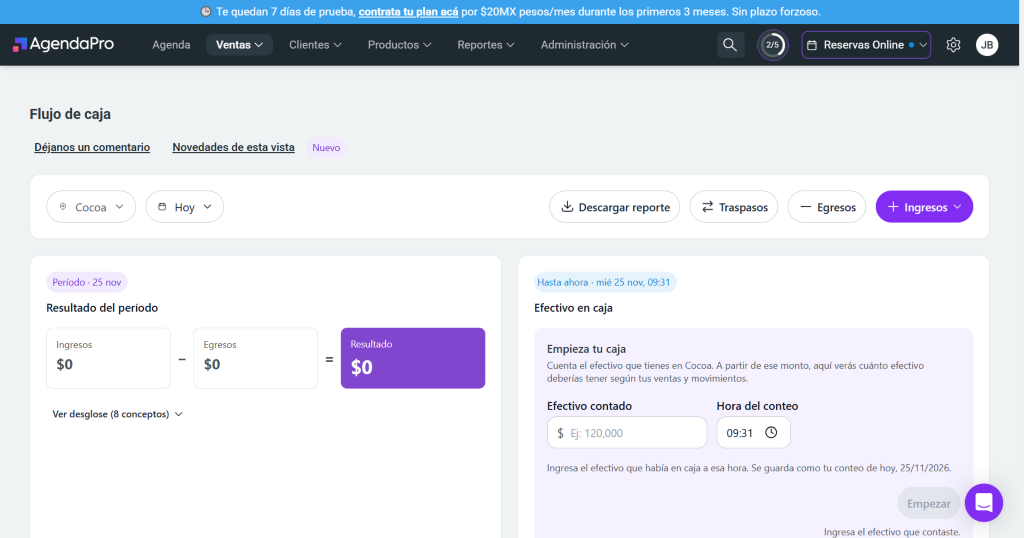 Te quedan 7 días de prueba, contrata tu plan acá por $20MX pesos/mes durante los primeros 3 meses. Sin plazo forzoso.
AgendaPro Agenda Ventas Clientes Productos Reportes Administración 2/5 Reservas Online JB
Flujo de caja
Déjanos un comentario Novedades de esta vista Nuevo
Cocoa Hoy Descargar reporte Traspasos Egresos Ingresos
Período · 25 nov
Resultado del período
Ingresos
$0
−
Egresos
$0
=
Resultado
$0
Ver desglose (8 conceptos)
Hasta ahora · mié 25 nov, 09:31
Efectivo en caja
Empieza tu caja
Cuenta el efectivo que tienes en Cocoa. A partir de ese monto, aquí verás cuánto efectivo
deberías tener según tus ventas y movimientos.
Efectivo contado Hora del conteo
$ Ej: 120,000 09:31
Ingresa el efectivo que había en caja a esa hora. Se guarda como tu conteo de hoy, 25/11/2026.
Empezar
Ingresa el efectivo que contaste.